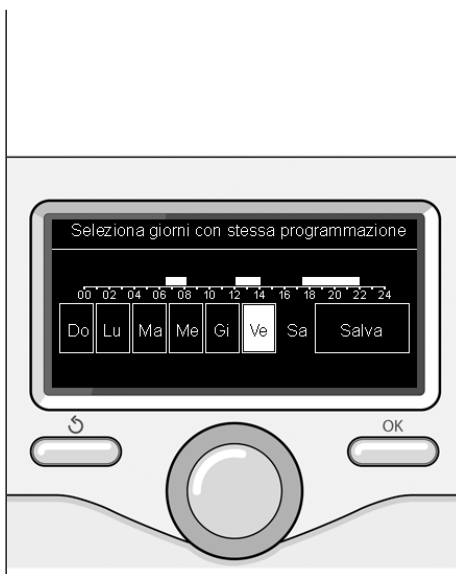 Seleziona giorni con stessa programmazione
00 02 04 06 08 10 12 14 16 18 20 22 24
Do Lu Ma Me Gi Ve Sa Salva
OK